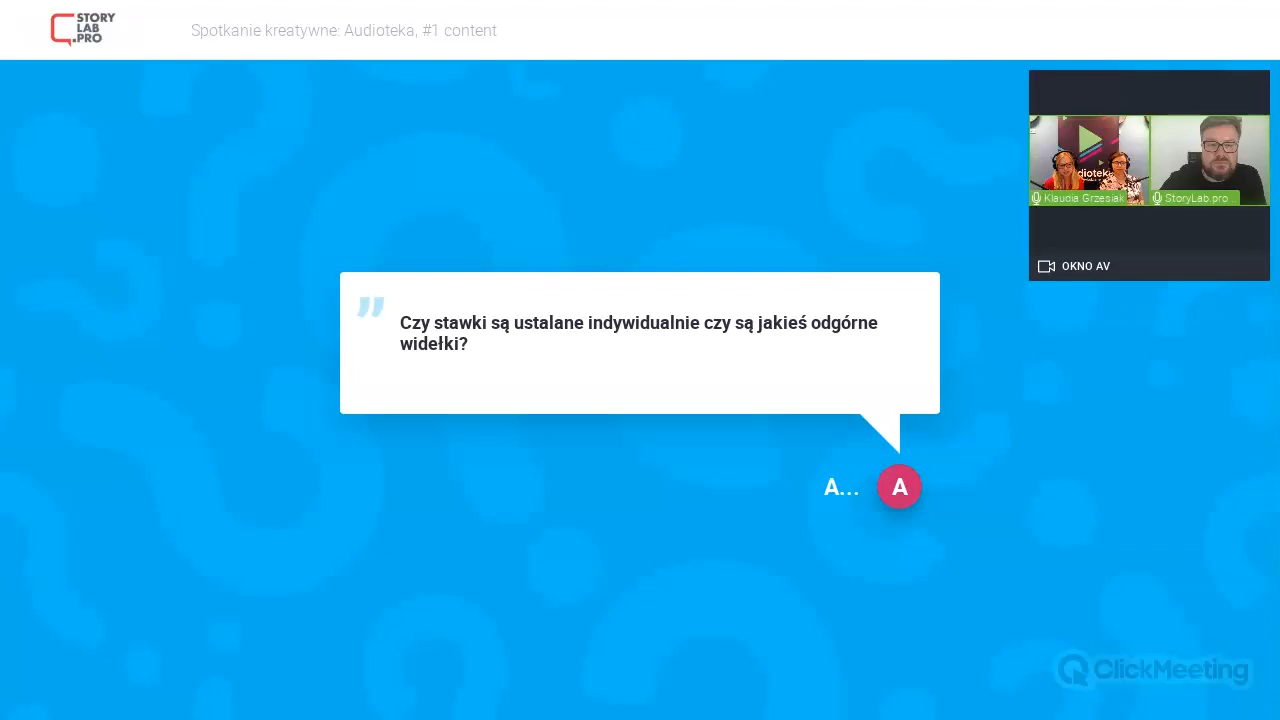 STORY
LAB
.PRO
Spotkanie kreatywne: Audioteka, #1 content
Klaudia Grzesiak
StoryLab.pro ...
OKNO AV
”
Czy stawki są ustalane indywidualnie czy są jakieś odgórne
widełki?
A...
A
ClickMeeting